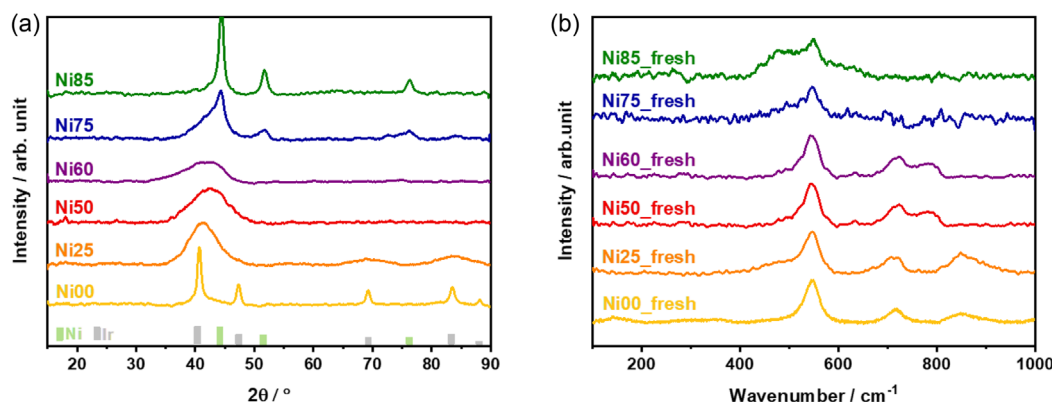 (a)
Intensity / arb. unit
Ni85
Ni75
Ni60
Ni50
Ni25
Ni00
Ni Ir
20 30 40 50 60 70 80 90
2θ / °
(b)
Intensity / arb.unit
Ni85_fresh
Ni75_fresh
Ni60_fresh
Ni50_fresh
Ni25_fresh
Ni00_fresh
200 400 600 800 1000
Wavenumber / cm⁻¹